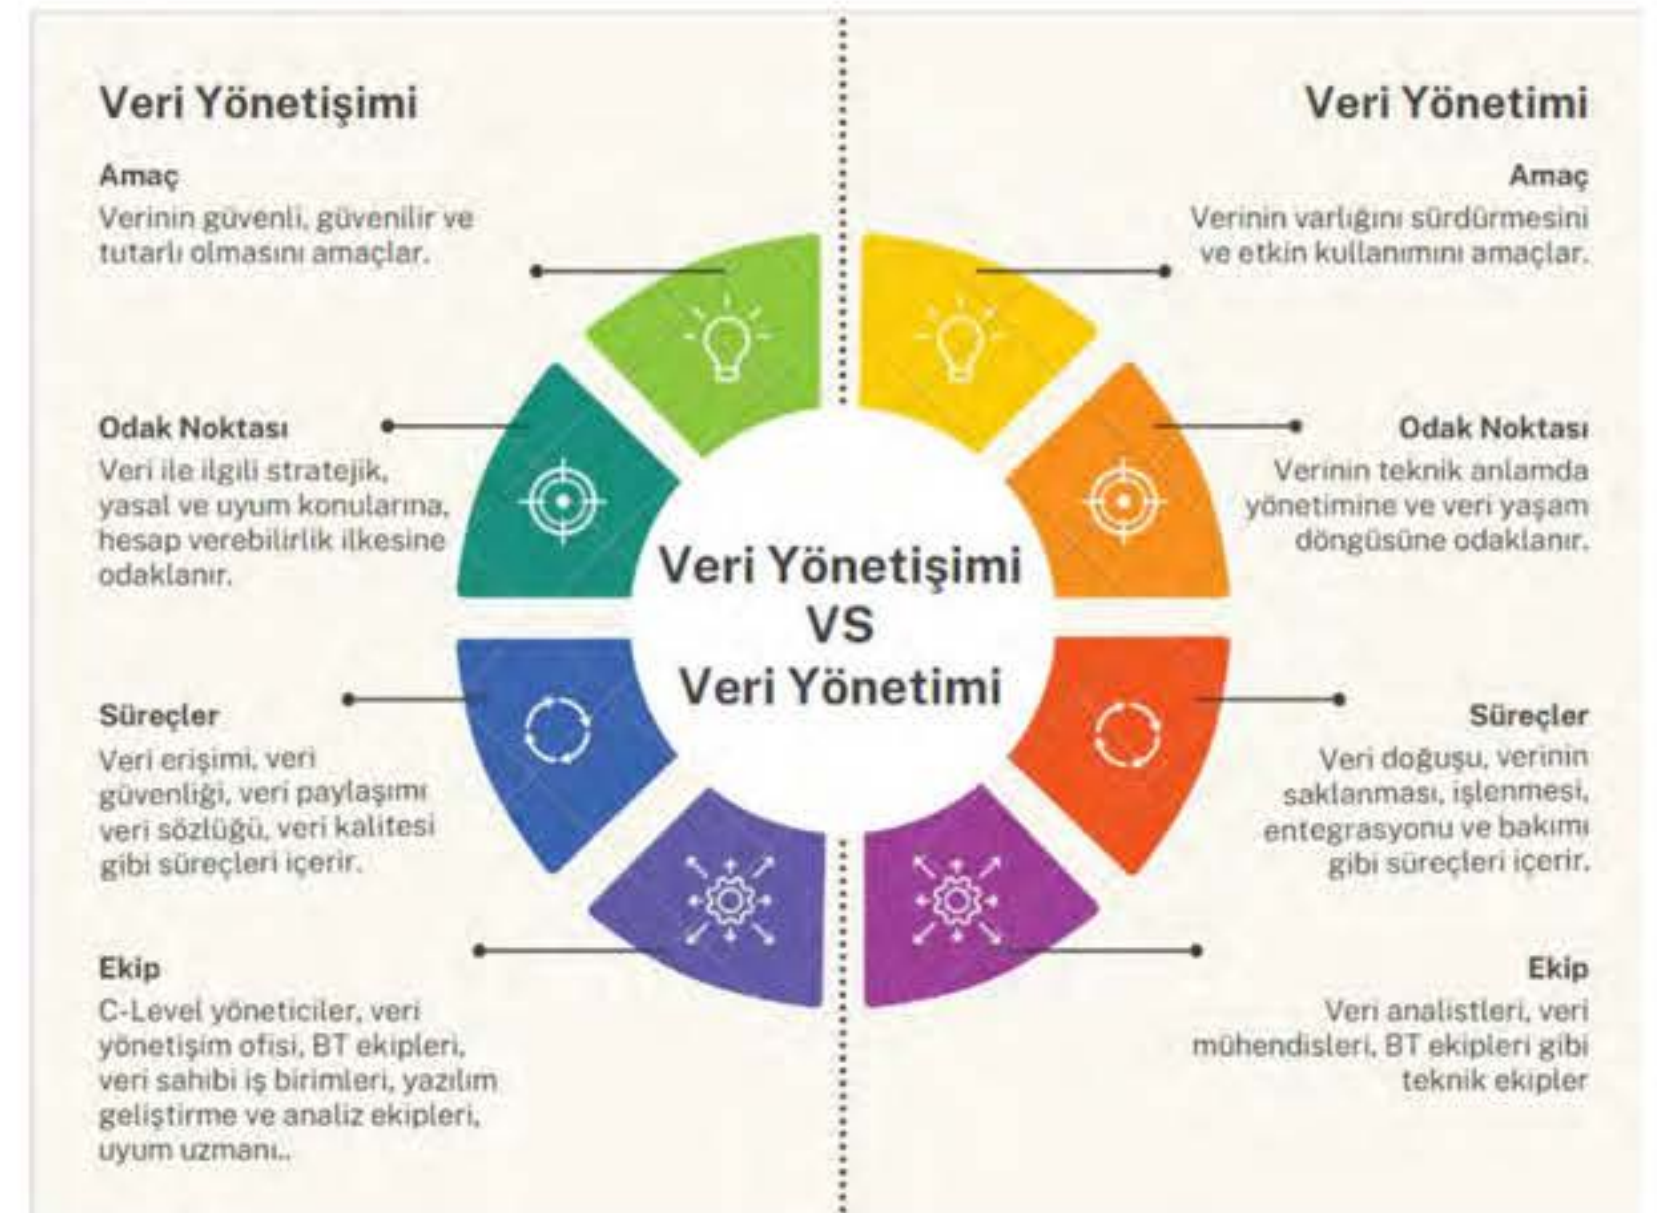 Veri Yönetişimi
Amaç
Verinin güvenli, güvenilir ve
tutarlı olmasını amaçlar.
Odak Noktası
Veri ile ilgili stratejik,
yasal ve uyum konularına,
hesap verebilirlik ilkesine
odaklanır.
Süreçler
Veri erişimi, veri
güvenliği, veri paylaşımı
veri sözlüğü, veri kalitesi
gibi süreçleri içerir.
Ekip
C-Level yöneticiler, veri
yönetişim ofisi, BT ekipleri,
veri sahibi iş birimleri, yazılım
geliştirme ve analiz ekipleri,
uyum uzmanı..
Veri Yönetişimi
VS
Veri Yönetimi
Veri Yönetimi
Amaç
Verinin varlığını sürdürmesini
ve etkin kullanımını amaçlar.
Odak Noktası
Verinin teknik anlamda
yönetimine ve veri yaşam
döngüsüne odaklanır.
Süreçler
Veri doğuşu, verinin
saklanması, işlenmesi,
entegrasyonu ve bakımı
gibi süreçleri içerir.
Ekip
Veri analistleri, veri
mühendisleri, BT ekipleri gibi
teknik ekipler